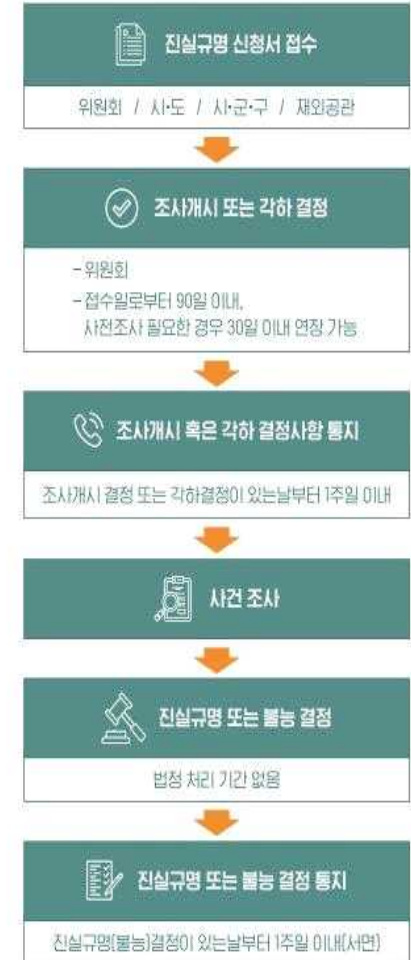 진실규명 신청서 접수
위원회 / 시·도 / 시·군·구 / 재외공관
조사개시 또는 각하 결정
- 위원회
- 접수일로부터 90일 이내,
사전조사 필요한 경우 30일 이내 연장 가능
조사개시 혹은 각하 결정사항 통지
조사개시 결정 또는 각하결정이 있는날부터 1주일 이내
사건 조사
진실규명 또는 불능 결정
법정 처리 기간 없음
진실규명 또는 불능 결정 통지
진실규명(불능)결정이 있는날부터 1주일 이내(서면)